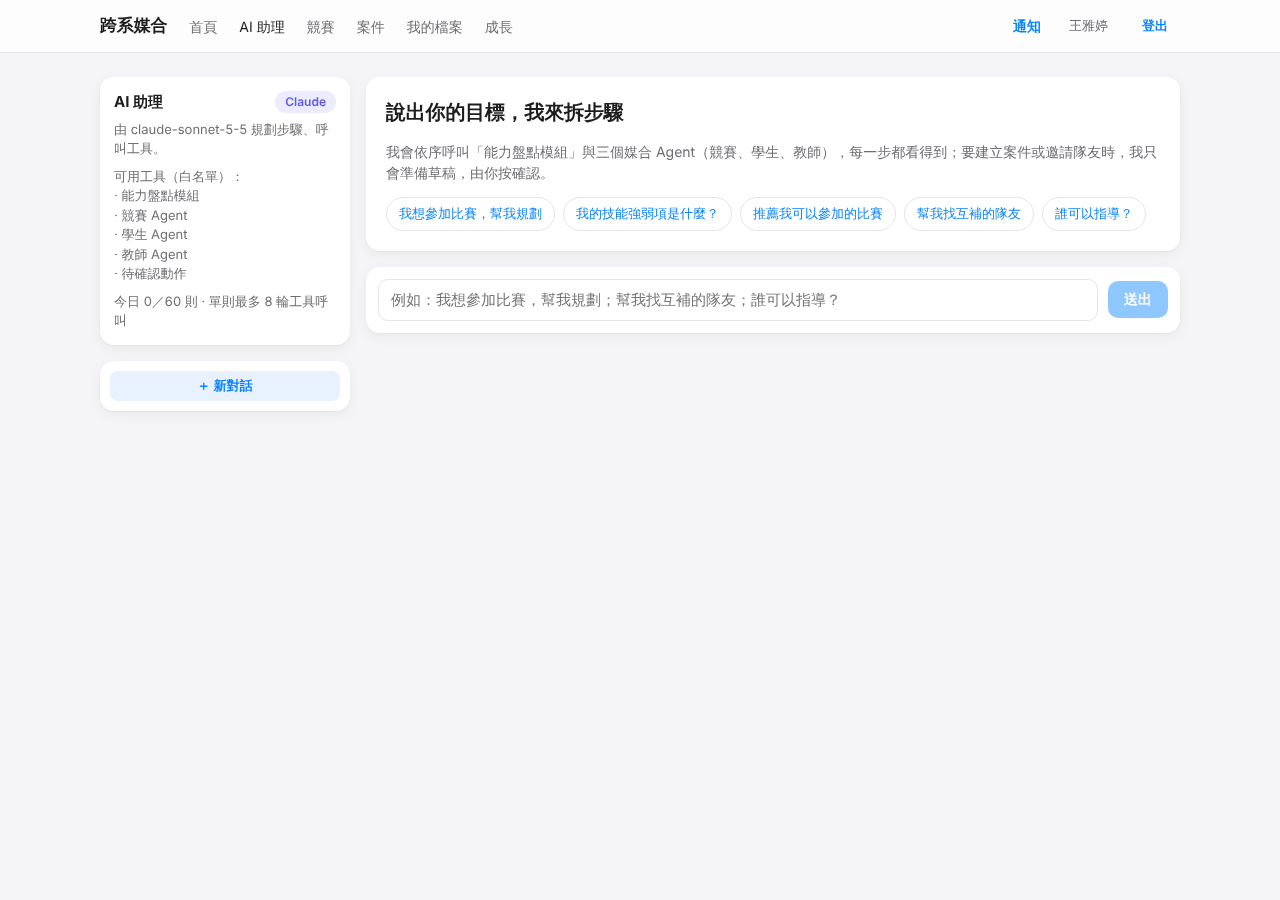 跨系媒合 首頁 AI 助理 競賽 案件 我的檔案 成長 通知 王雅婷 登出
AI 助理 Claude
由 claude-sonnet-5-5 規劃步驟、呼
叫工具。
可用工具（白名單）：
· 能力盤點模組
· 競賽 Agent
· 學生 Agent
· 教師 Agent
· 待確認動作
今日 0／60 則 · 單則最多 8 輪工具呼
叫
＋ 新對話
說出你的目標，我來拆步驟
我會依序呼叫「能力盤點模組」與三個媒合 Agent（競賽、學生、教師），每一步都看得到；要建立案件或邀請隊友時，我只
會準備草稿，由你按確認。
我想參加比賽，幫我規劃 我的技能強弱項是什麼？ 推薦我可以參加的比賽 幫我找互補的隊友 誰可以指導？
例如：我想參加比賽，幫我規劃；幫我找互補的隊友；誰可以指導？ 送出